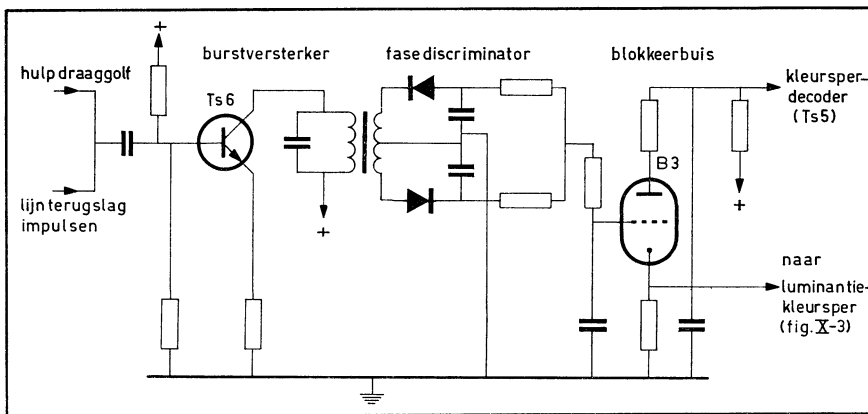 burstversterker
fasediscriminator
blokkeerbuis
+
hulpdraaggolf
Ts6
lijnterugslag
impulsen
+
B3
kleursper-
decoder
(Ts5)
+
naar
luminantie-
kleursper
(fig. X-3)